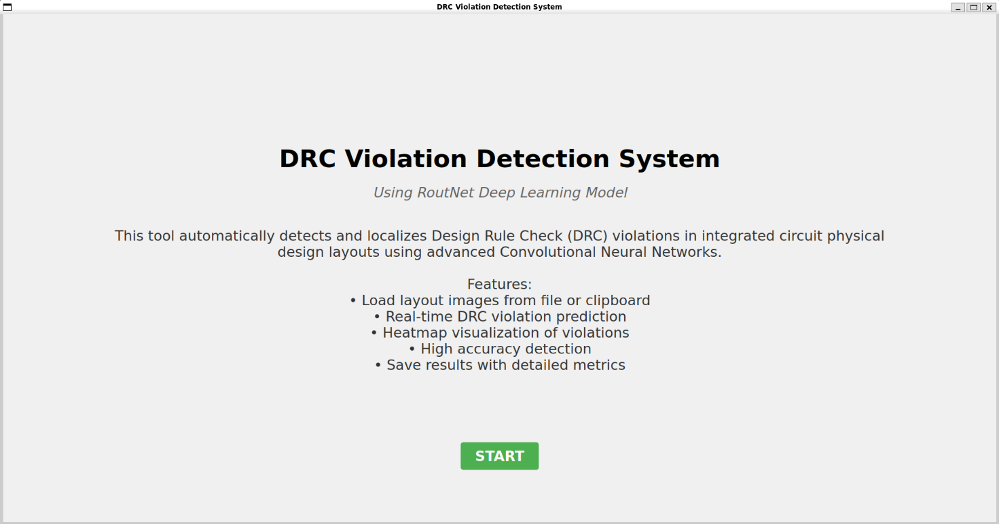 DRC Violation Detection System
DRC Violation Detection System
Using RoutNet Deep Learning Model
This tool automatically detects and localizes Design Rule Check (DRC) violations in integrated circuit physical
design layouts using advanced Convolutional Neural Networks.
Features:
• Load layout images from file or clipboard
• Real-time DRC violation prediction
• Heatmap visualization of violations
• High accuracy detection
• Save results with detailed metrics
START